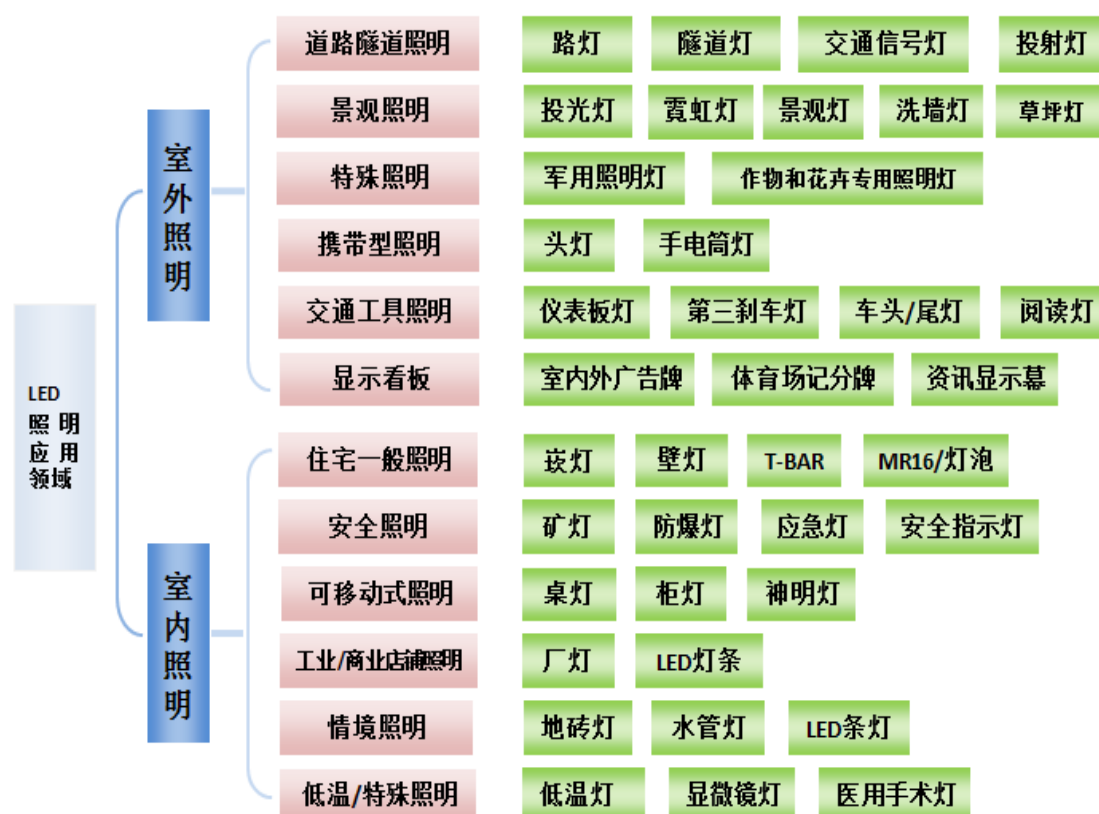 道路隧道照明 路灯 隧道灯 交通信号灯 投射灯
景观照明 投光灯 霓虹灯 景观灯 洗墙灯 草坪灯
室外照明
特殊照明 军用照明灯 作物和花卉专用照明灯
携带型照明 头灯 手电筒灯
交通工具照明 仪表板灯 第三刹车灯 车头/尾灯 阅读灯
显示看板 室内外广告牌 体育场记分牌 资讯显示幕
LED
照 明
应 用
领域
住宅一般照明 崁灯 壁灯 T-BAR MR16/灯泡
安全照明 矿灯 防爆灯 应急灯 安全指示灯
室内照明
可移动式照明 桌灯 柜灯 神明灯
工业/商业店铺照明 厂灯 LED灯条
情境照明 地砖灯 水管灯 LED条灯
低温/特殊照明 低温灯 显微镜灯 医用手术灯